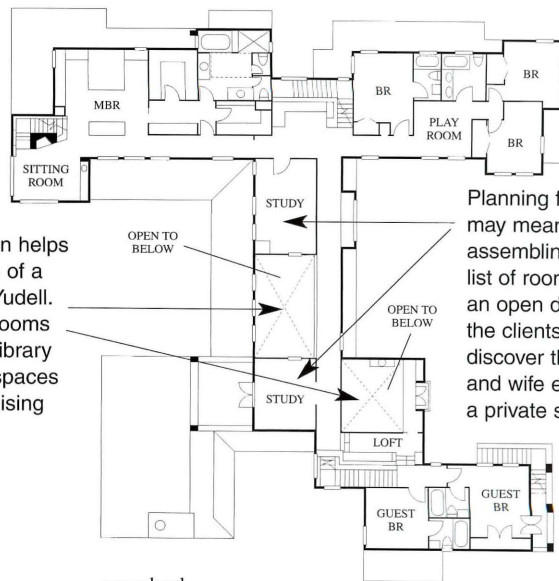 MBR
BR
BR
PLAY
ROOM
BR
SITTING
ROOM
STUDY
OPEN TO
BELOW
n helps
of a
Yudell.
ooms
ibrary
spaces
ising
Planning f
may mean
assemblin
list of room
an open d
the clients
discover th
and wife e
a private s
OPEN TO
BELOW
STUDY
LOFT
GUEST
BR
GUEST
BR